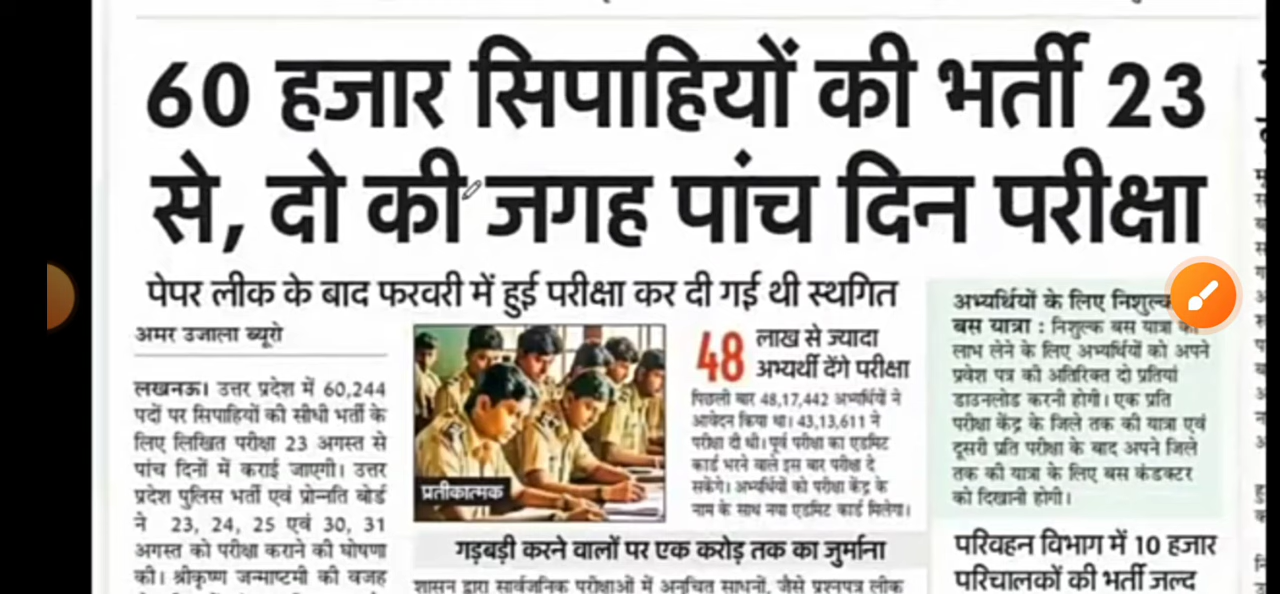 60 हजार सिपाहियों की भर्ती 23
से, दो की जगह पांच दिन परीक्षा
पेपर लीक के बाद फरवरी में हुई परीक्षा कर दी गई थी स्थगित
अमर उजाला ब्यूरो
लखनऊ। उत्तर प्रदेश में 60,244
पदों पर सिपाहियों की सीधी भर्ती के
लिए लिखित परीक्षा 23 अगस्त से
पांच दिनों में कराई जाएगी। उत्तर
प्रदेश पुलिस भर्ती एवं प्रोन्नति बोर्ड
ने 23, 24, 25 एवं 30, 31
अगस्त को परीक्षा कराने की घोषणा
की। श्रीकृष्ण जन्माष्टमी की वजह
प्रतीकात्मक
48 लाख से ज्यादा
अभ्यर्थी देंगे परीक्षा
पिछली बार 48,17,442 अभ्यर्थियों ने
आवेदन किया था। 43,13,611 ने
परीक्षा दी थी। पूर्व परीक्षा का एडमिट
कार्ड भरने वाले इस बार परीक्षा दे
सकेंगे। अभ्यर्थियों को परीक्षा केंद्र के
नाम के साथ नया एडमिट कार्ड मिलेगा।
गड़बड़ी करने वालों पर एक करोड़ तक का जुर्माना
शासन द्वारा सार्वजनिक परीक्षाओं में अनुचित साधनों, जैसे प्रश्नपत्र लीक
अभ्यर्थियों के लिए निशुल्क
बस यात्रा : निशुल्क बस यात्रा का
लाभ लेने के लिए अभ्यर्थियों को अपने
प्रवेश पत्र की अतिरिक्त दो प्रतियां
डाउनलोड करनी होगी। एक प्रति
परीक्षा केंद्र के जिले तक की यात्रा एवं
दूसरी प्रति परीक्षा के बाद अपने जिले
तक की यात्रा के लिए बस कंडक्टर
को दिखानी होगी।
परिवहन विभाग में 10 हजार
परिचालकों की भर्ती जल्द